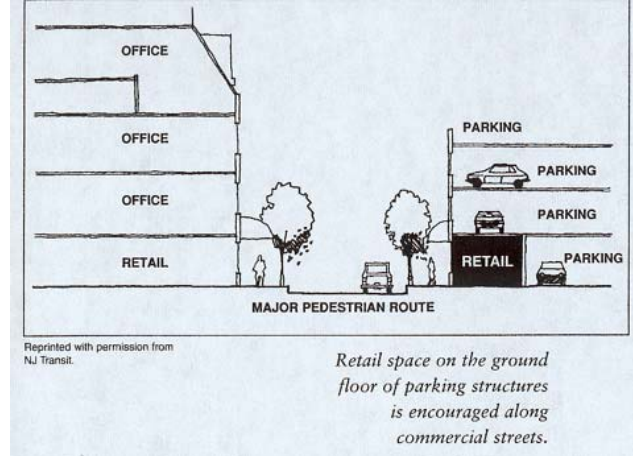 OFFICE
OFFICE
OFFICE
RETAIL
PARKING
PARKING
PARKING
RETAIL
PARKING
MAJOR PEDESTRIAN ROUTE
Reprinted with permission from
NJ Transit.
Retail space on the ground
floor of parking structures
is encouraged along
commercial streets.